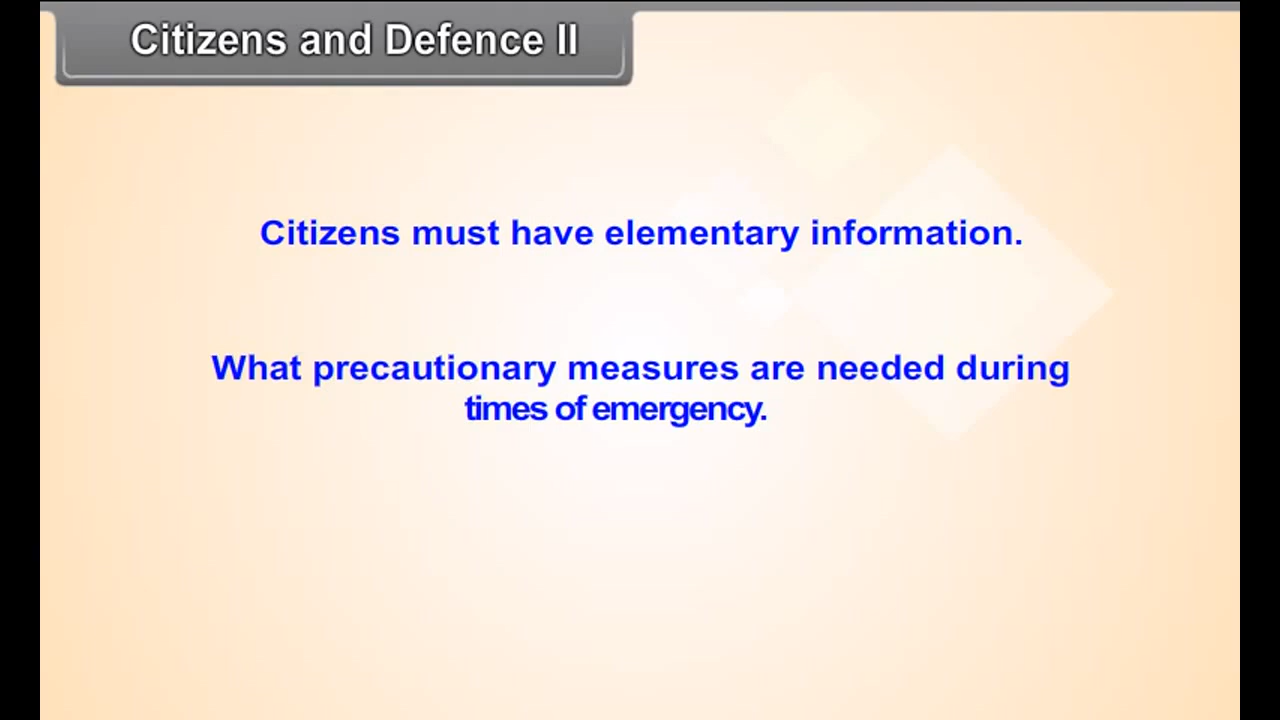 Citizens and Defence II
Citizens must have elementary information.
What precautionary measures are needed during
times of emergency.